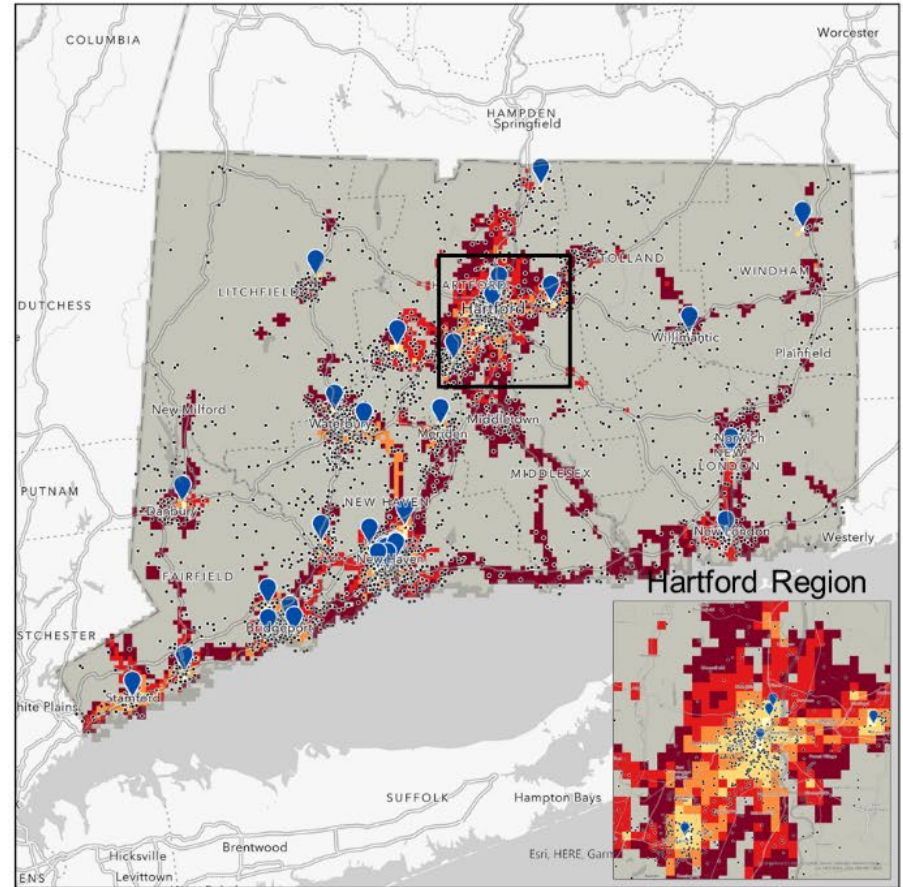 COLUMBIA
Worcester
HAMPDEN
Springfield
TOLLAND
DUTCHESS
LITCHFIELD
HARTFORD
Hartford
WINDHAM
Willimantic
Plainfield
New Milford
Waterbury
Meriden
Middletown
Norwich
NEW
LONDON
MIDDLESEX
PUTNAM
Danbury
NEW HAVEN
New London
Westerly
New Haven
FAIRFIELD
Hartford Region
STCHESTER
Bridgeport
Stamford
hite Plains
SUFFOLK
Hampton Bays
Brentwood
Esri, HERE, Garm
Hicksville
ENS
Levittown